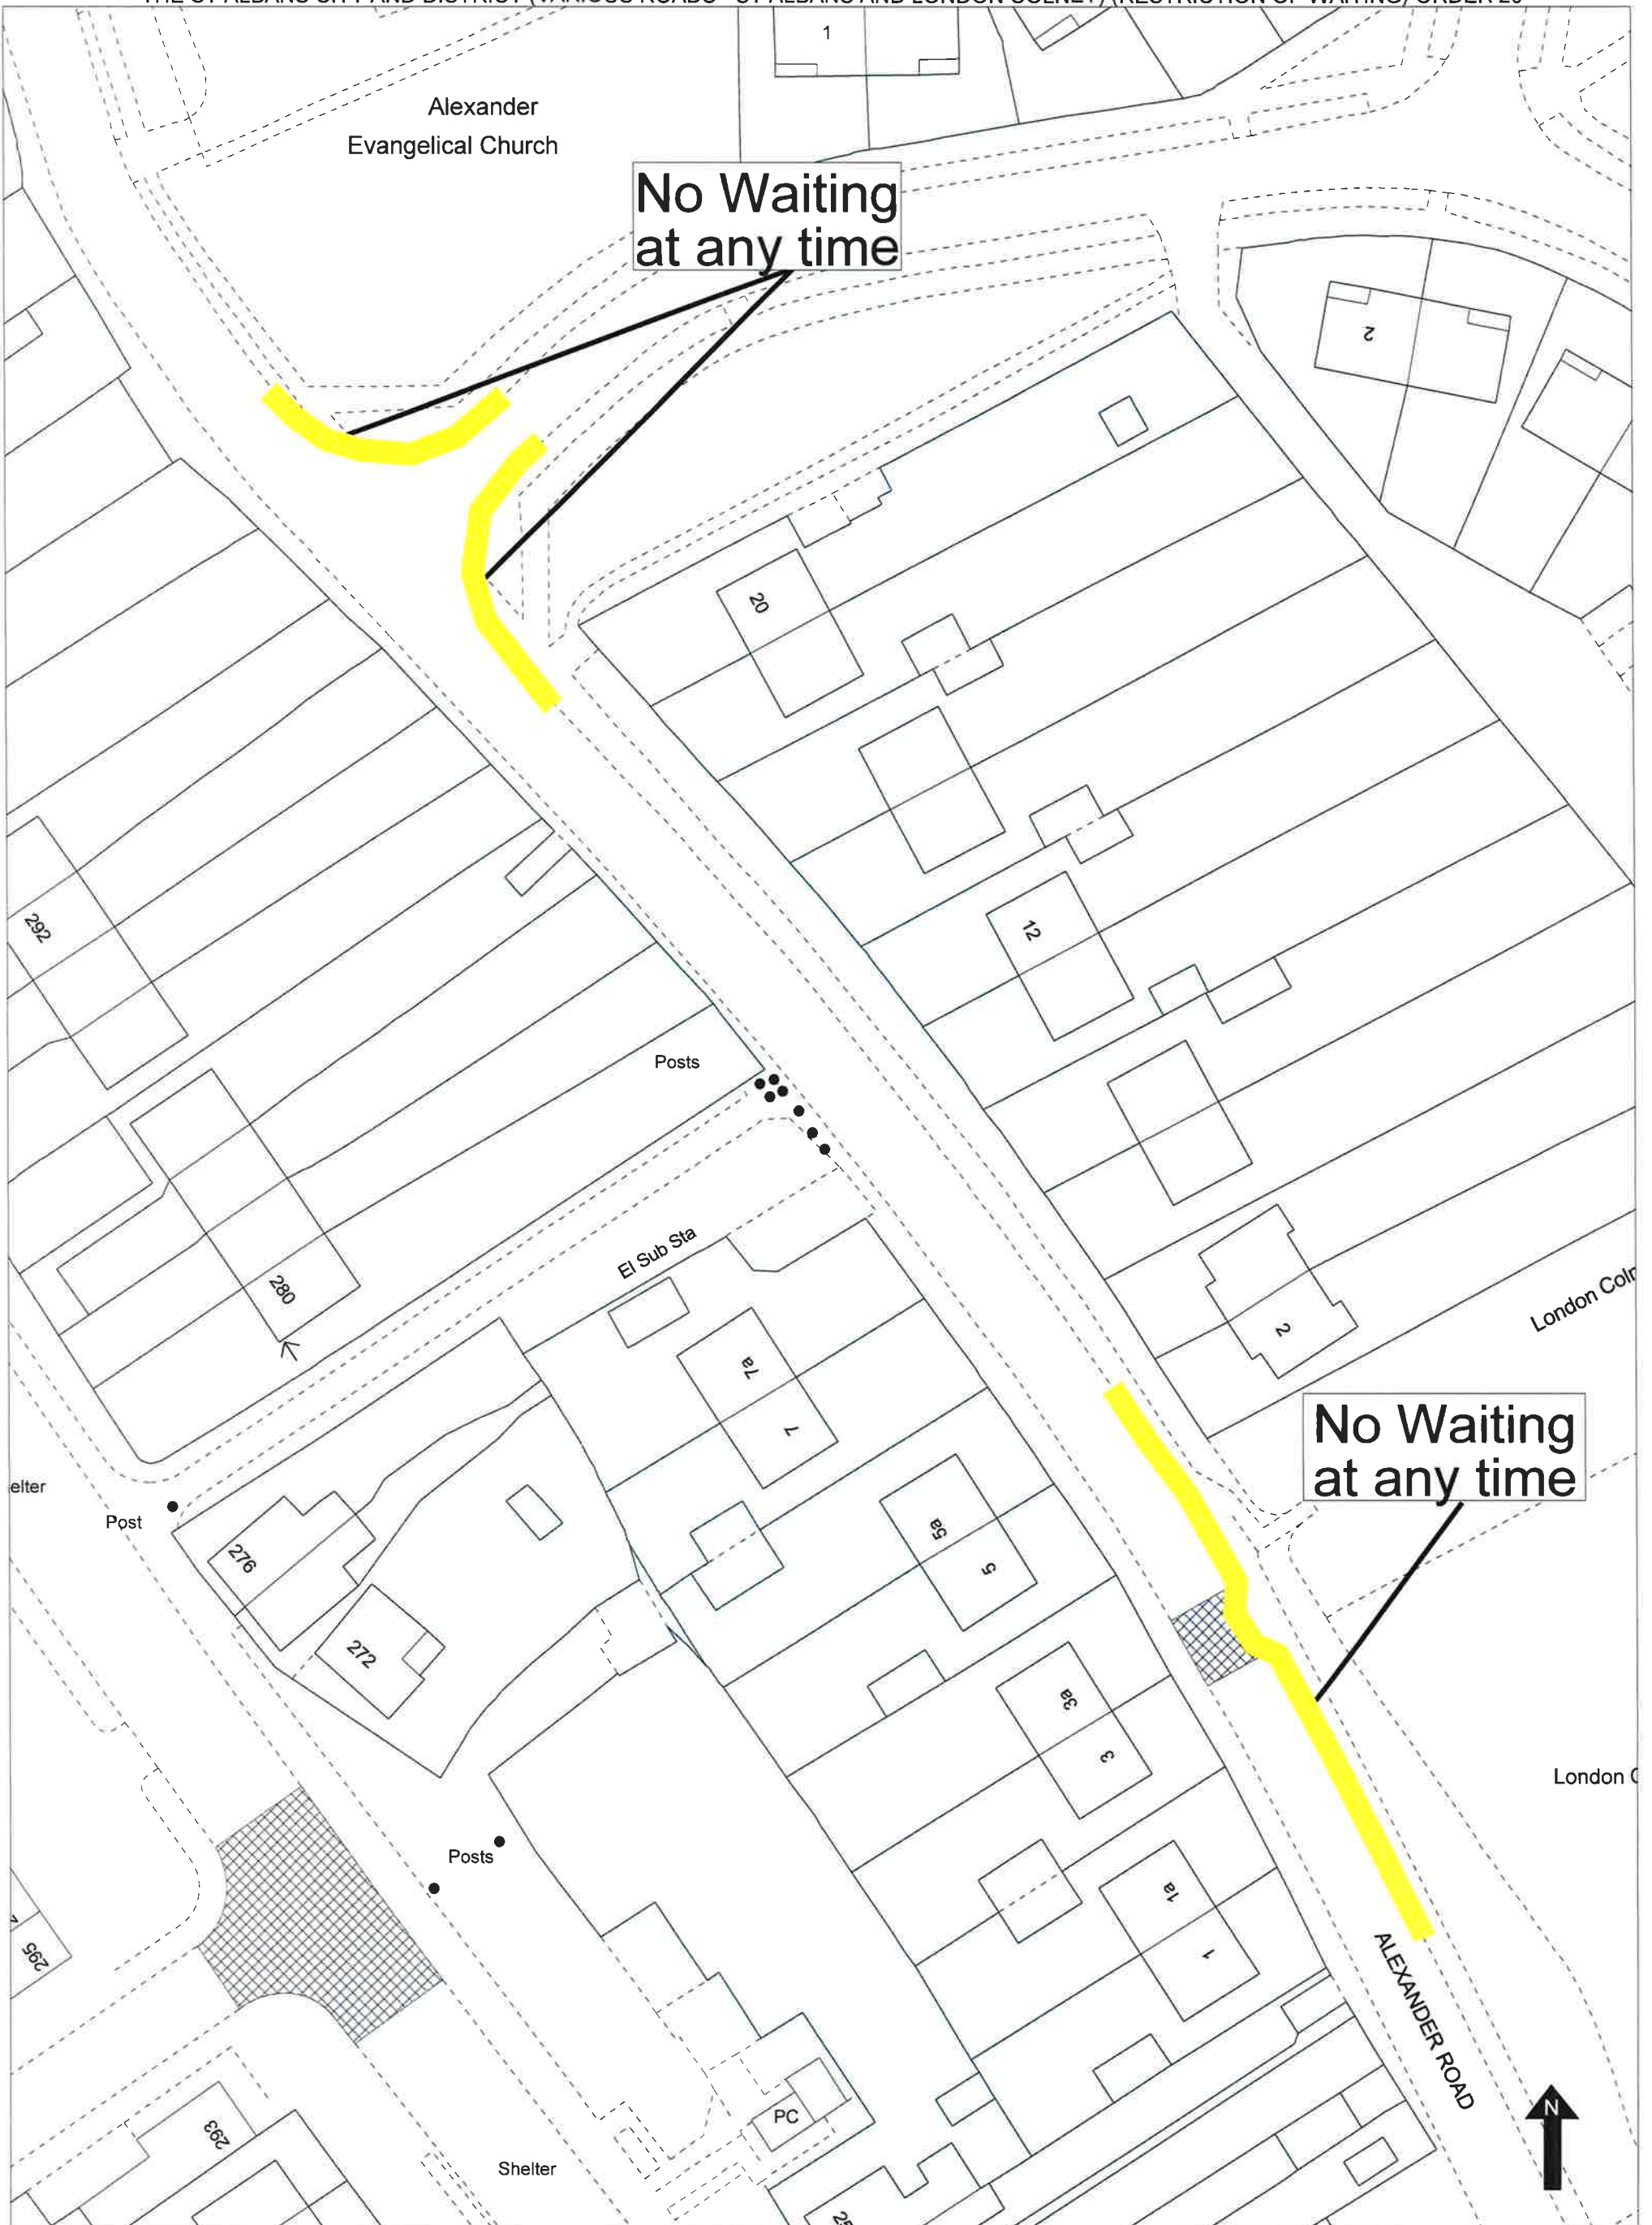 1
Alexander
Evangelical Church
No Waiting
at any time
2
20
292
12
Posts
El Sub Sta
280
7a
7
2
London Coln
No Waiting
at any time
elter
Post
276
272
5a
5
3a
3
London
Posts
1a
1
295
ALEXANDER ROAD
N
PC
293
Shelter